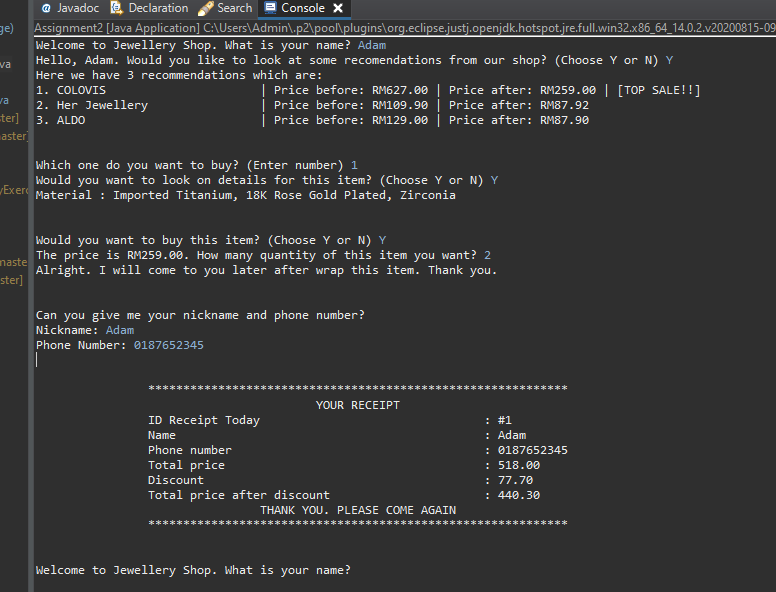 Javadoc Declaration Search Console
Assignment2 [Java Application] C:\Users\Admin\.p2\pool\plugins\org.eclipse.justj.openjdk.hotspot.jre.full.win32.x86_64_14.0.2.v20200815-09
ge)
va
va
ster]
naster]
yExerc
naste
ster]
Welcome to Jewellery Shop. What is your name? Adam
Hello, Adam. Would you like to look at some recomendations from our shop? (Choose Y or N) Y
Here we have 3 recommendations which are:
1. COLOVIS | Price before: RM627.00 | Price after: RM259.00 | [TOP SALE!!]
2. Her Jewellery | Price before: RM109.90 | Price after: RM87.92
3. ALDO | Price before: RM129.00 | Price after: RM87.90
Which one do you want to buy? (Enter number) 1
Would you want to look on details for this item? (Choose Y or N) Y
Material : Imported Titanium, 18K Rose Gold Plated, Zirconia
Would you want to buy this item? (Choose Y or N) Y
The price is RM259.00. How many quantity of this item you want? 2
Alright. I will come to you later after wrap this item. Thank you.
Can you give me your nickname and phone number?
Nickname: Adam
Phone Number: 0187652345
************************************************************
YOUR RECEIPT
ID Receipt Today : #1
Name : Adam
Phone number : 0187652345
Total price : 518.00
Discount : 77.70
Total price after discount : 440.30
THANK YOU. PLEASE COME AGAIN
************************************************************
Welcome to Jewellery Shop. What is your name?